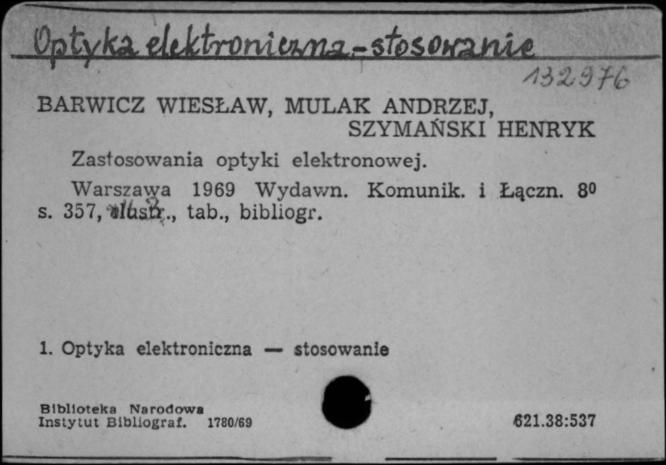 Optyka elektroniczna-stosowanie
132976
BARWICZ WIESŁAW, MULAK ANDRZEJ,
SZYMAŃSKI HENRYK
Zastosowania optyki elektronowej.
Warszawa 1969 Wydawn. Komunik. i Łączn. 8⁰
s. 357, ilustr., tab., bibliogr.
1. Optyka elektroniczna — stosowanie
Biblioteka Narodowa
Instytut Bibliograf. 1780/69
621.38:537